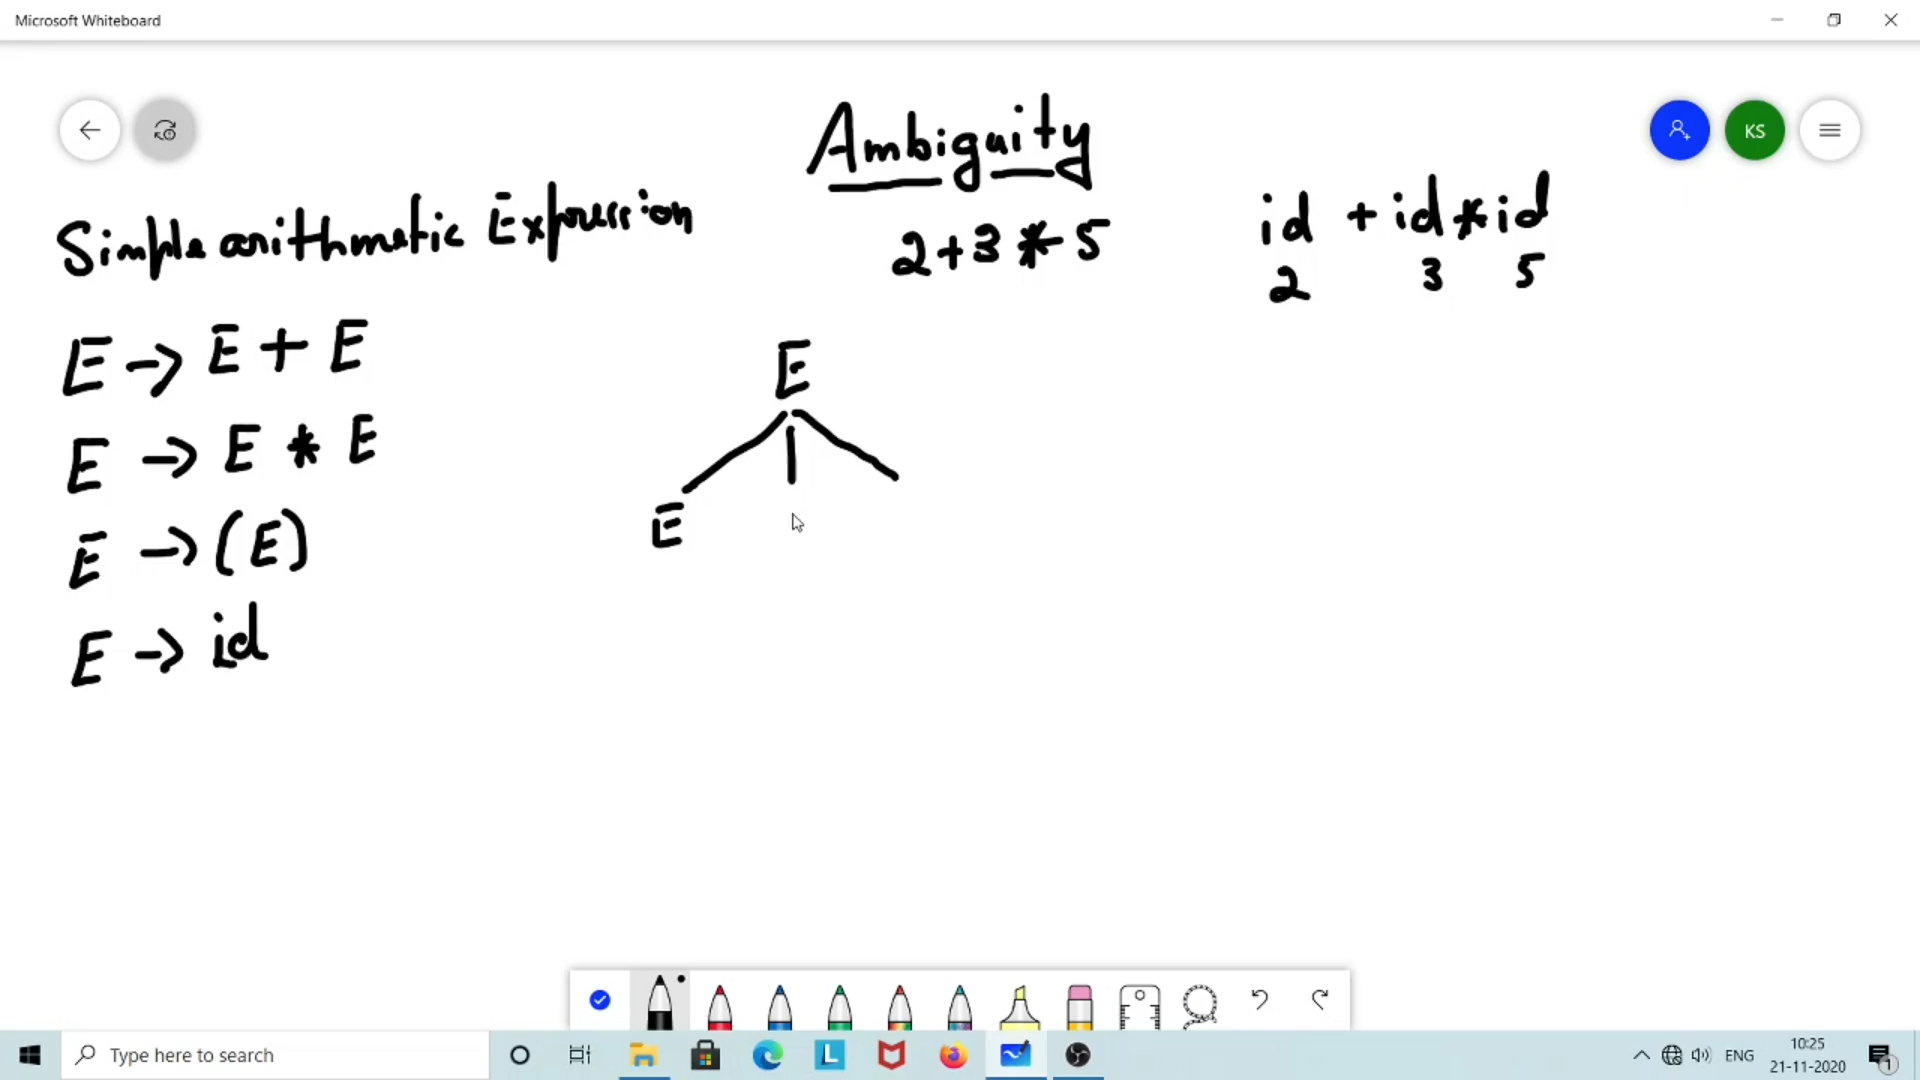 Microsoft Whiteboard
Ambiguity
KS
Simple arithmetic Expression
2+3*5
id + id*id
2 3 5
E -> E + E
E -> E * E
E -> (E)
E -> id
E
E
Type here to search
ENG
10:25
21-11-2020
1